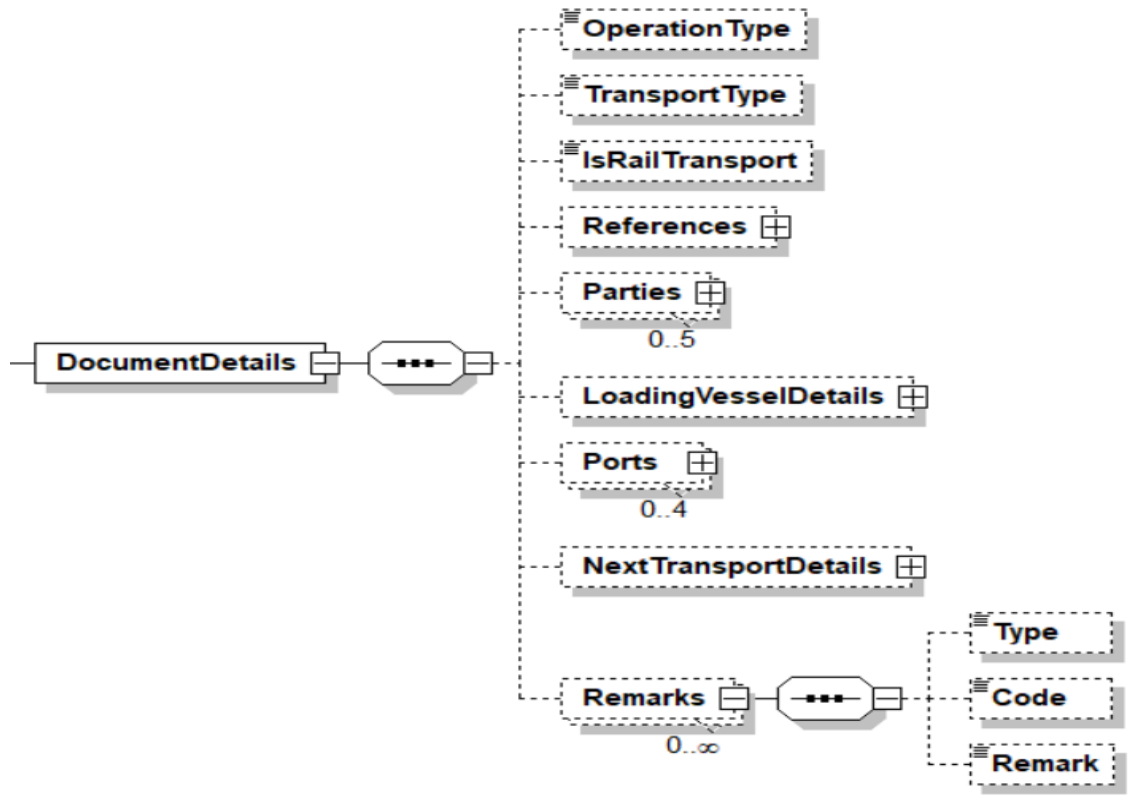 OperationType
TransportType
IsRailTransport
References
Parties
0..5
DocumentDetails
LoadingVesselDetails
Ports
0..4
NextTransportDetails
Type
Remarks
Code
0..∞
Remark